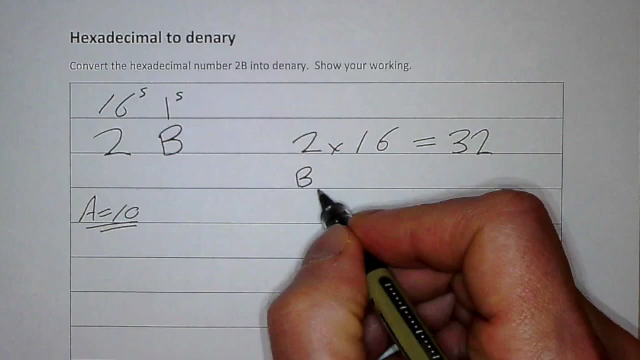 Hexadecimal to denary
Convert the hexadecimal number 2B into denary. Show your working.
16s 1s
2 B 2 × 16 = 32
B
A=10